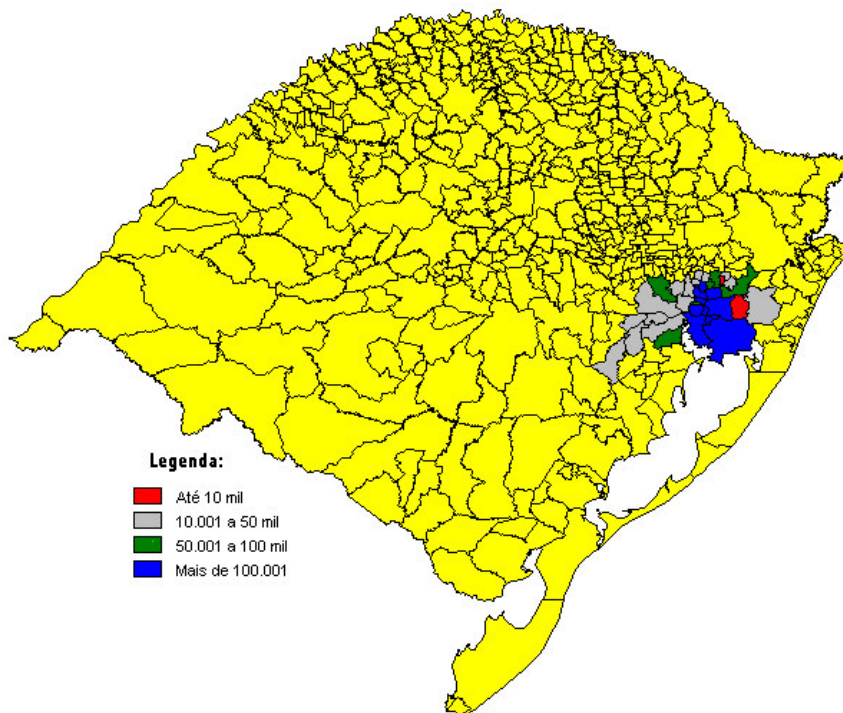 Legenda:
Até 10 mil
10.001 a 50 mil
50.001 a 100 mil
Mais de 100.001